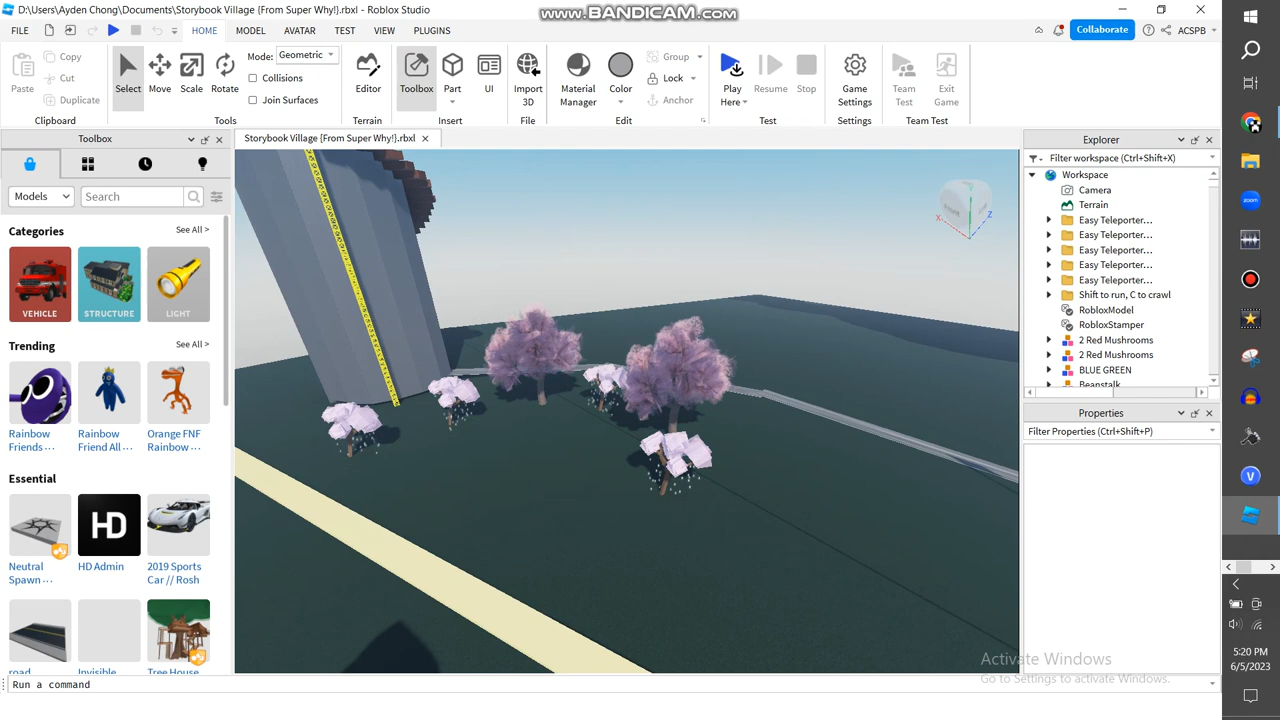 D:\Users\Ayden Chong\Documents\Storybook Village {From Super Why!}.rbxl - Roblox Studio
www.BANDICAM.com
FILE HOME MODEL AVATAR TEST VIEW PLUGINS Collaborate ACSPB
Paste Copy Cut Duplicate
Clipboard
Select Move Scale Rotate
Mode: Geometric
Collisions
Join Surfaces
Tools
Editor
Terrain
Toolbox Part UI
Insert
Import 3D
File
Material Manager Color
Group
Lock
Anchor
Edit
Play Here Resume Stop
Test
Game Settings
Settings
Team Test Exit Game
Team Test
Toolbox
Storybook Village {From Super Why!}.rbxl
Explorer
Models Search
Filter workspace (Ctrl+Shift+X)
Workspace
Camera
Terrain
Easy Teleporter...
Easy Teleporter...
Easy Teleporter...
Easy Teleporter...
Easy Teleporter...
Shift to run, C to crawl
RobloxModel
RobloxStamper
2 Red Mushrooms
2 Red Mushrooms
BLUE GREEN
Beanstalk
Categories See All >
VEHICLE STRUCTURE LIGHT
Trending See All >
Rainbow Friends ··· Rainbow Friend All ··· Orange FNF Rainbow ···
Essential See All >
HD
Neutral Spawn ··· HD Admin 2019 Sports Car // Rosh
road Invisible Tree House
Properties
Filter Properties (Ctrl+Shift+P)
X Y Z
Activate Windows
Go to Settings to activate Windows.
Run a command
zoom
V
5:20 PM
6/5/2023